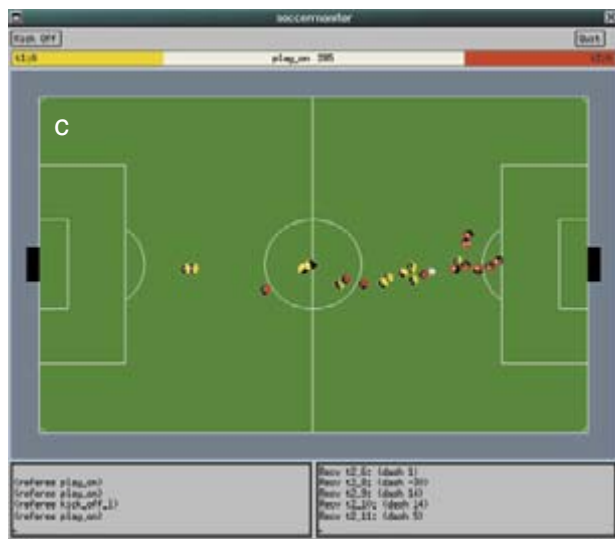 soccermonitor
Kick Off
Quit
play_on 395
C
(referee play_on)
(referee play_on)
(referee kick_off_l)
(referee play_on)
Recv t2_6: (dash 1)
Recv t2_8: (dash -30)
Recv t2_9: (dash 14)
Recv t2_10: (dash 14)
Recv t2_11: (dash 5)